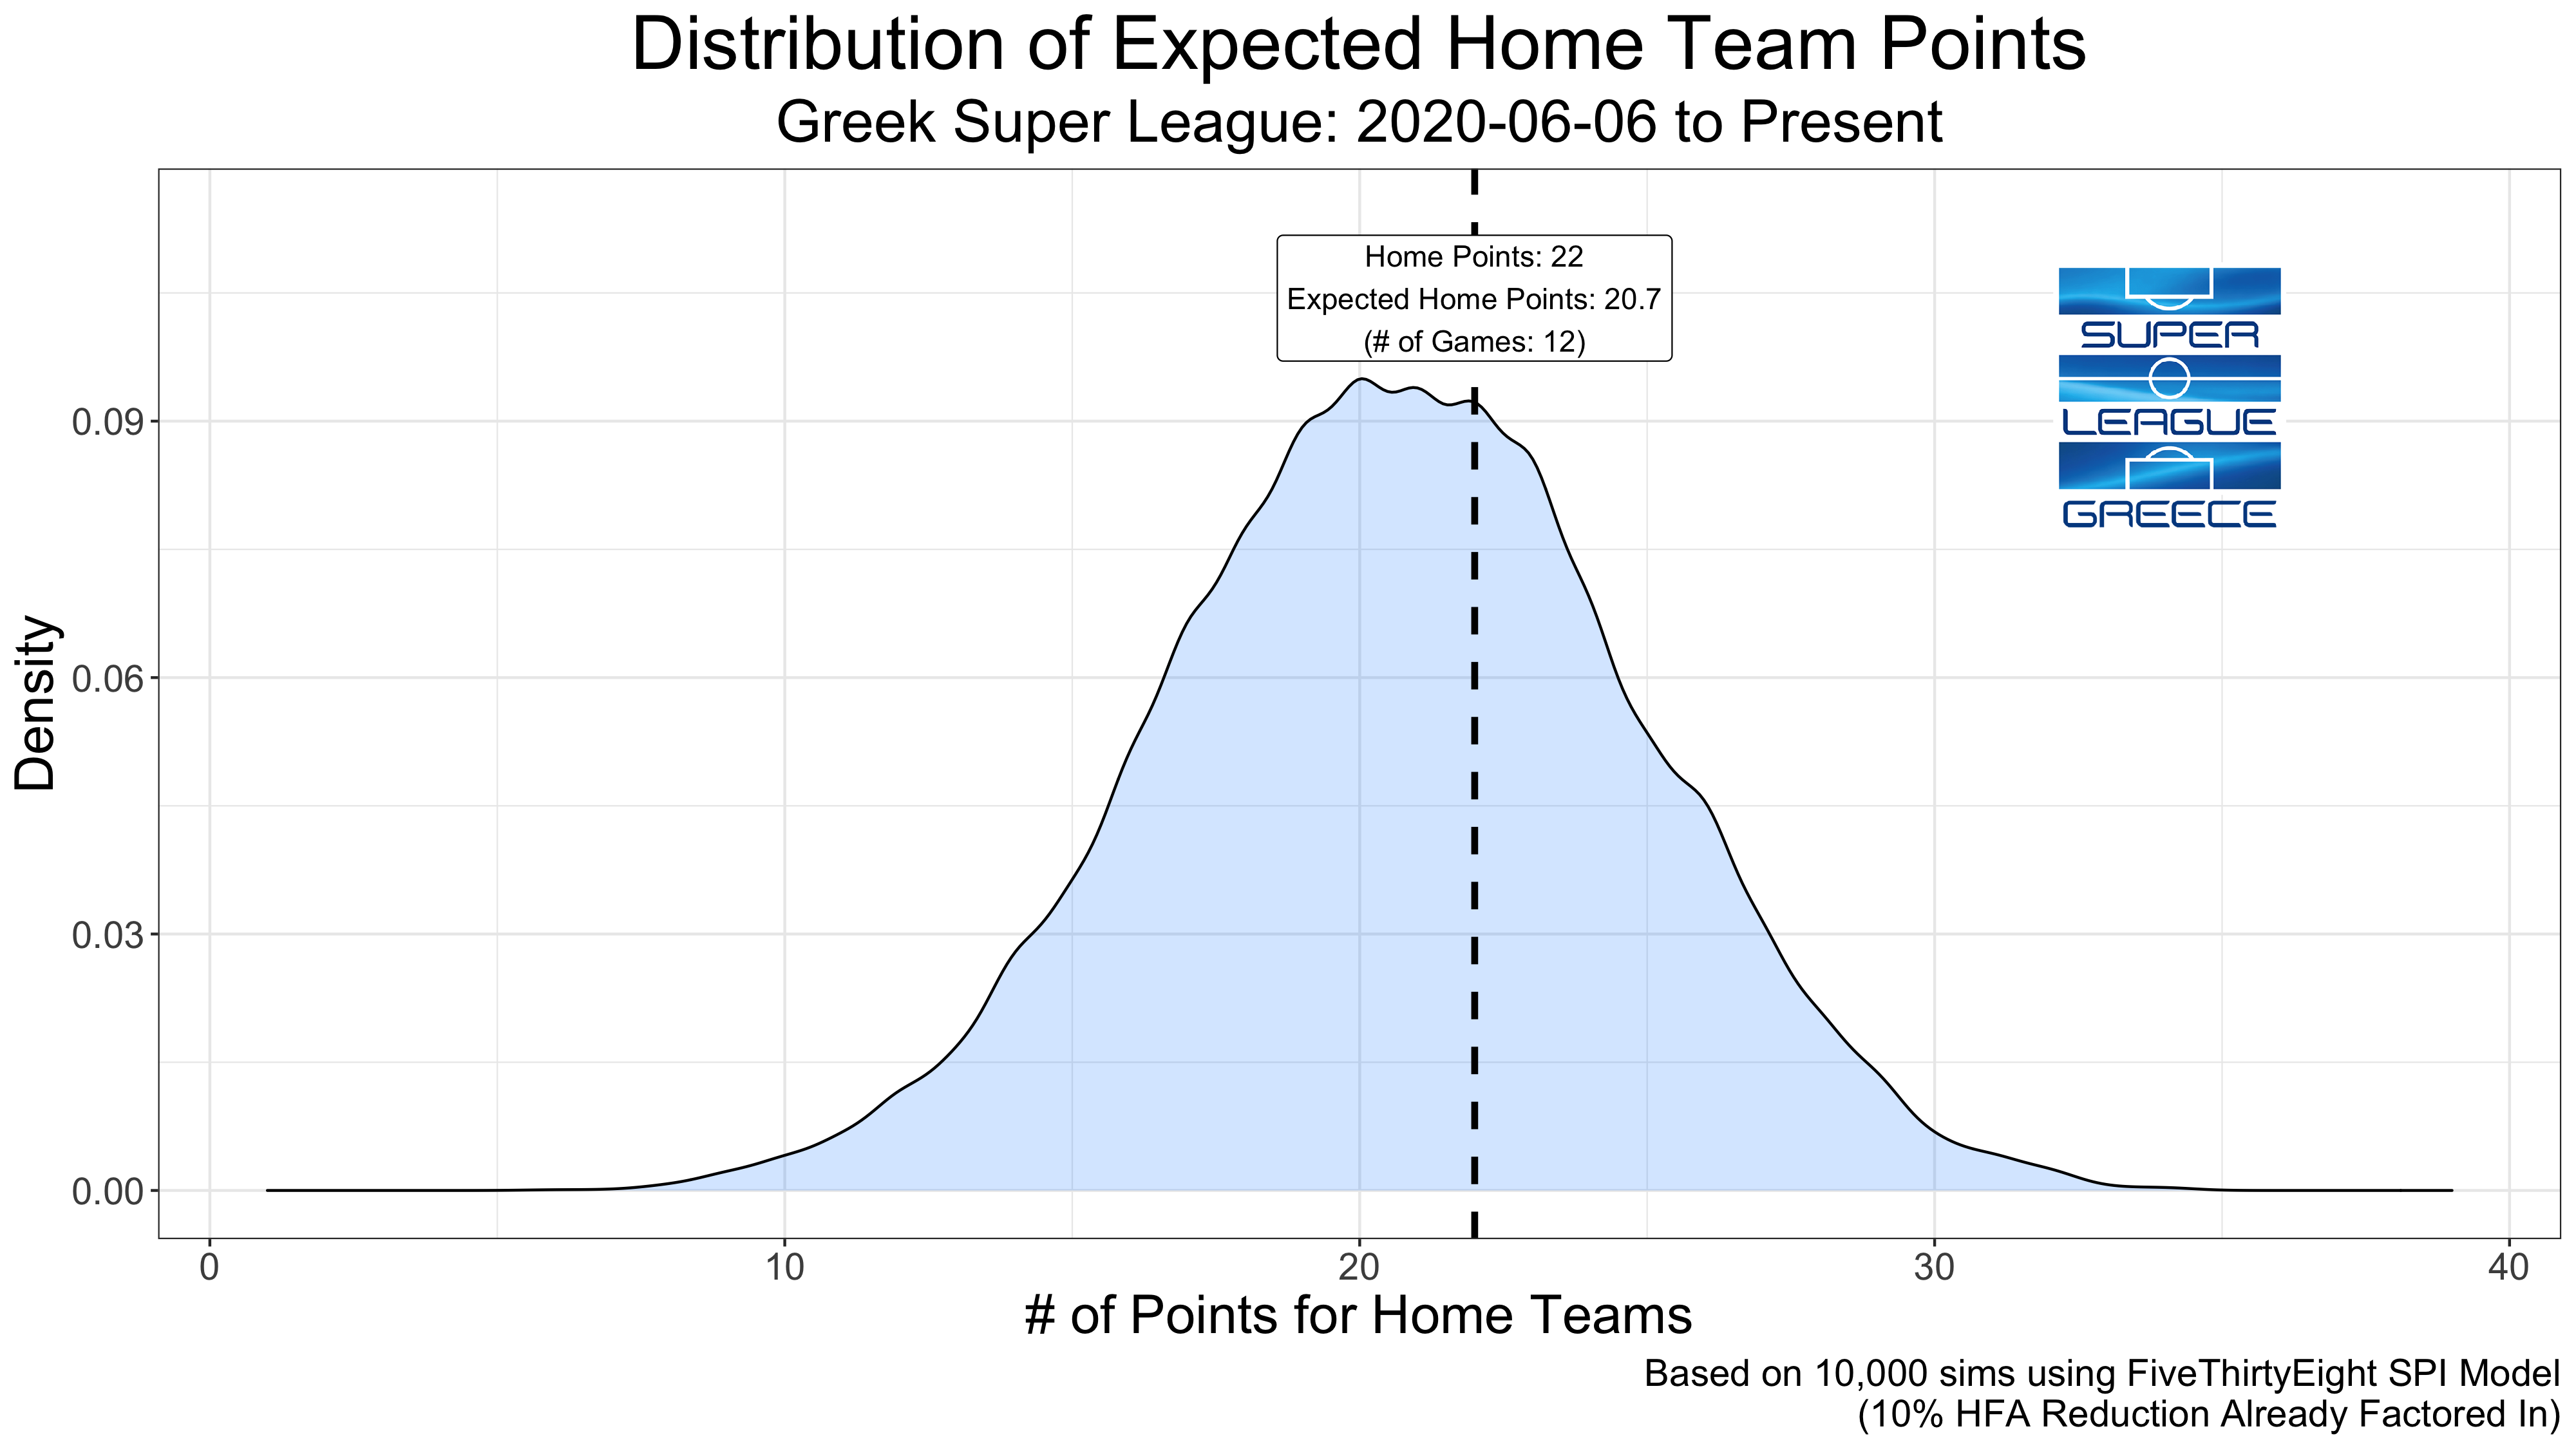 Distribution of Expected Home Team Points
Greek Super League: 2020-06-06 to Present
Home Points: 22
Expected Home Points: 20.7
(# of Games: 12)
SUPER
LEAGUE
GREECE
Density
0.09
0.06
0.03
0.00
0 10 20 30 40
# of Points for Home Teams
Based on 10,000 sims using FiveThirtyEight SPI Model
(10% HFA Reduction Already Factored In)